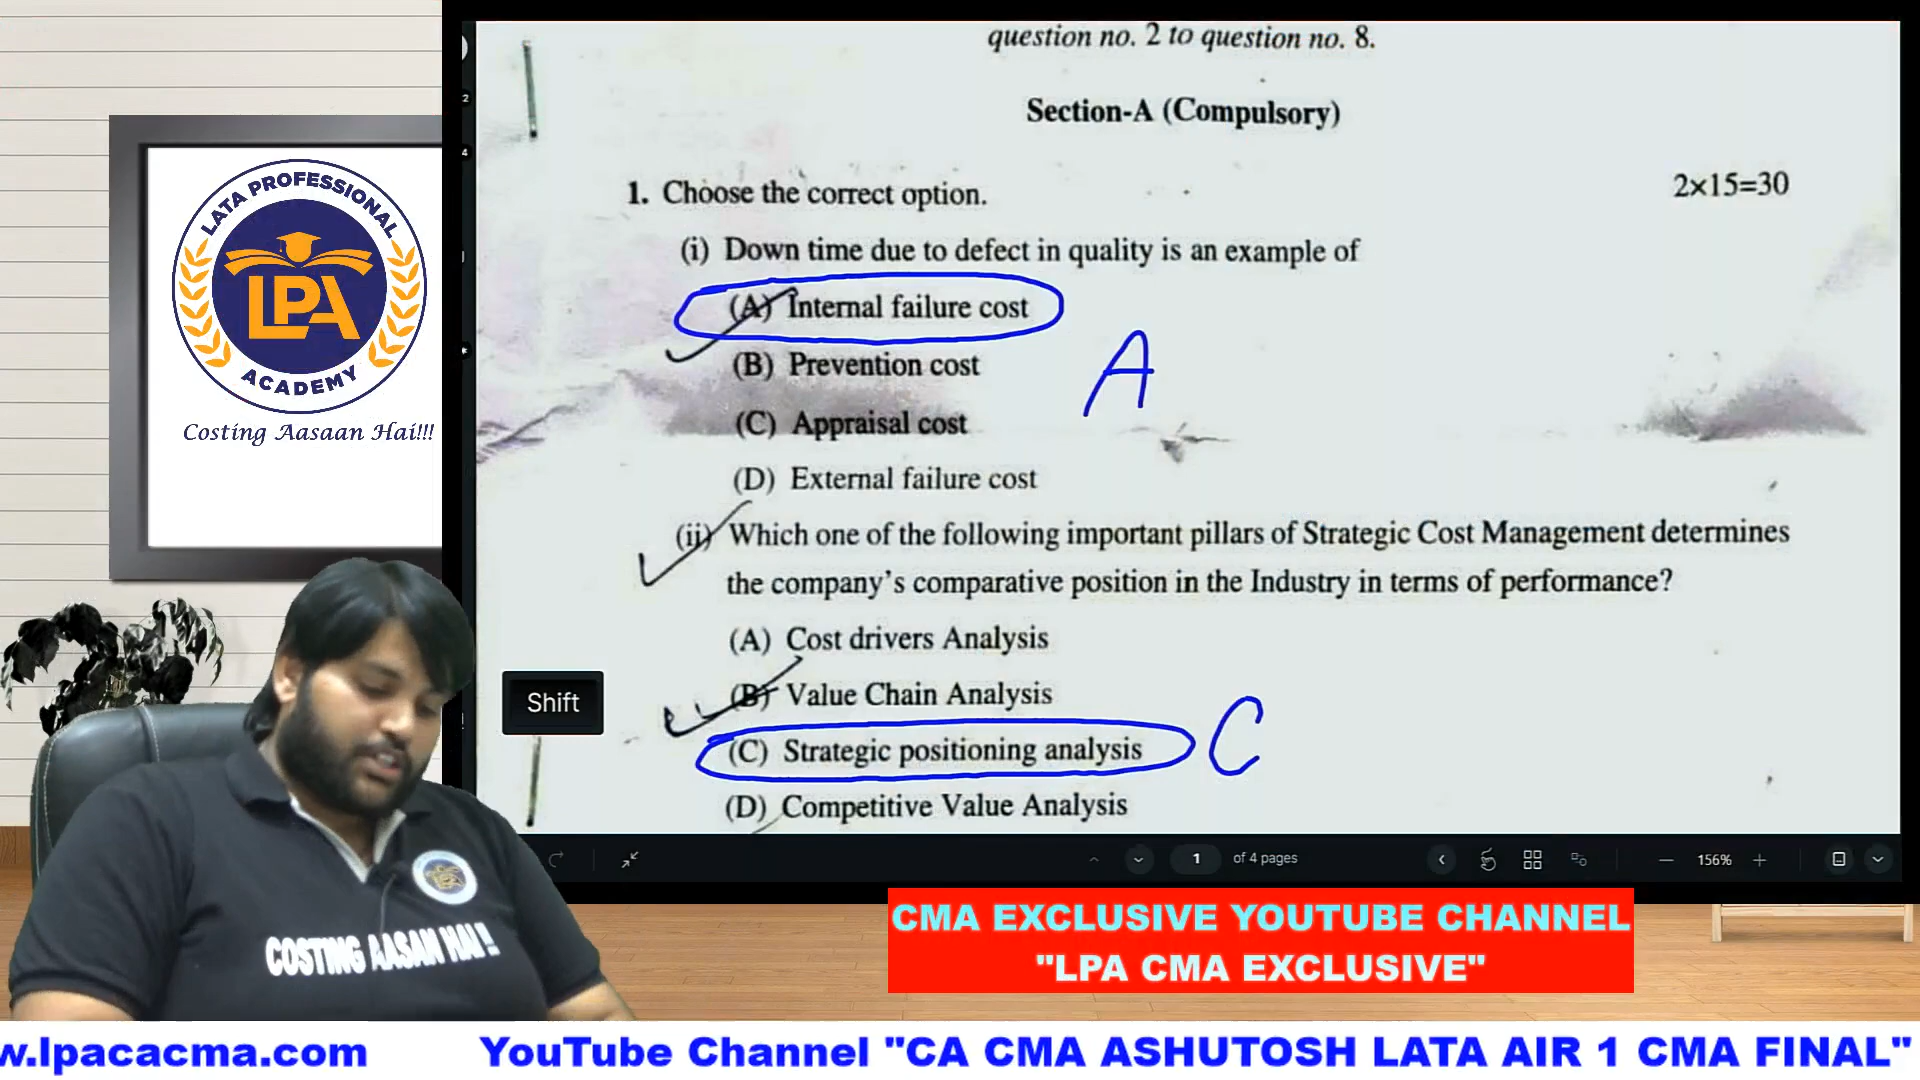 question no. 2 to question no. 8.
Section-A (Compulsory)
1. Choose the correct option.
2×15=30
(i) Down time due to defect in quality is an example of
(A) Internal failure cost
(B) Prevention cost
A
(C) Appraisal cost
(D) External failure cost
(ii) Which one of the following important pillars of Strategic Cost Management determines
the company's comparative position in the Industry in terms of performance?
(A) Cost drivers Analysis
(B) Value Chain Analysis
(C) Strategic positioning analysis
C
(D) Competitive Value Analysis
2
4
LATA PROFESSIONAL
LPA
ACADEMY
Costing Aasaan Hai!!!
Shift
1 of 4 pages
156%
COSTING AASAN HAI!!
CMA EXCLUSIVE YOUTUBE CHANNEL
"LPA CMA EXCLUSIVE"
w.lpacacma.com YouTube Channel "CA CMA ASHUTOSH LATA AIR 1 CMA FINAL"